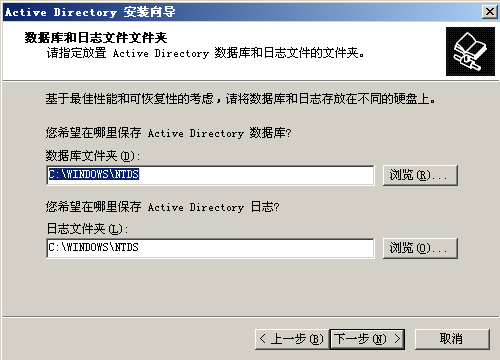 Active Directory 安装向导
数据库和日志文件文件夹
请指定放置 Active Directory 数据库和日志文件的文件夹。
基于最佳性能和可恢复性的考虑，请将数据库和日志存放在不同的硬盘上。
您希望在哪里保存 Active Directory 数据库?
数据库文件夹(D):
C:\WINDOWS\NTDS
浏览(R)...
您希望在哪里保存 Active Directory 日志?
日志文件夹(L):
C:\WINDOWS\NTDS
浏览(O)...
< 上一步(B) 下一步(N) > 取消